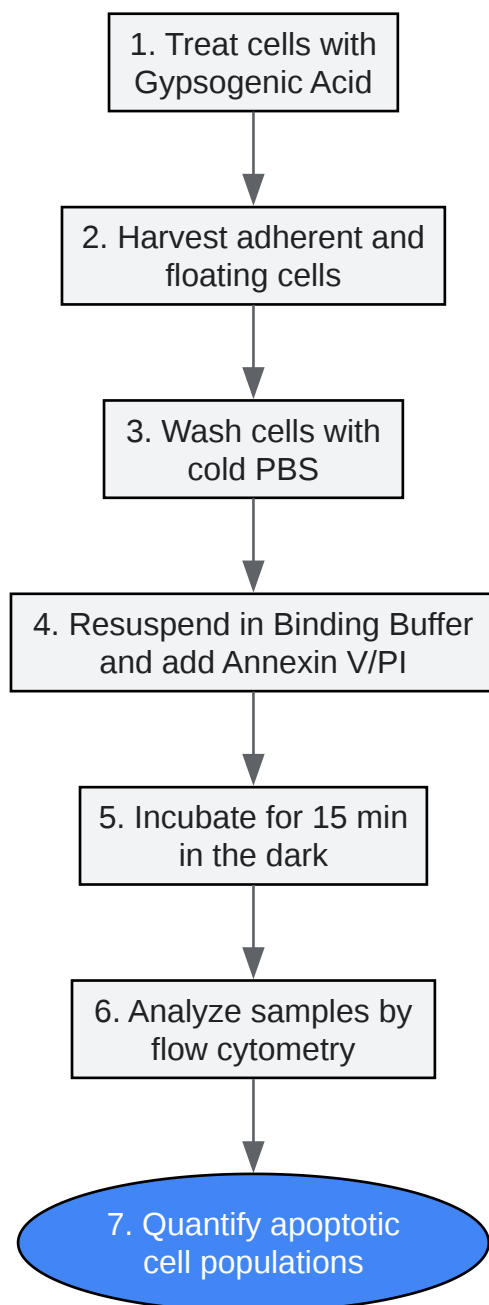 1. Treat cells with
Gypsogenic Acid
2. Harvest adherent and
floating cells
3. Wash cells with
cold PBS
4. Resuspend in Binding Buffer
and add Annexin V/PI
5. Incubate for 15 min
in the dark
6. Analyze samples by
flow cytometry
7. Quantify apoptotic
cell populations